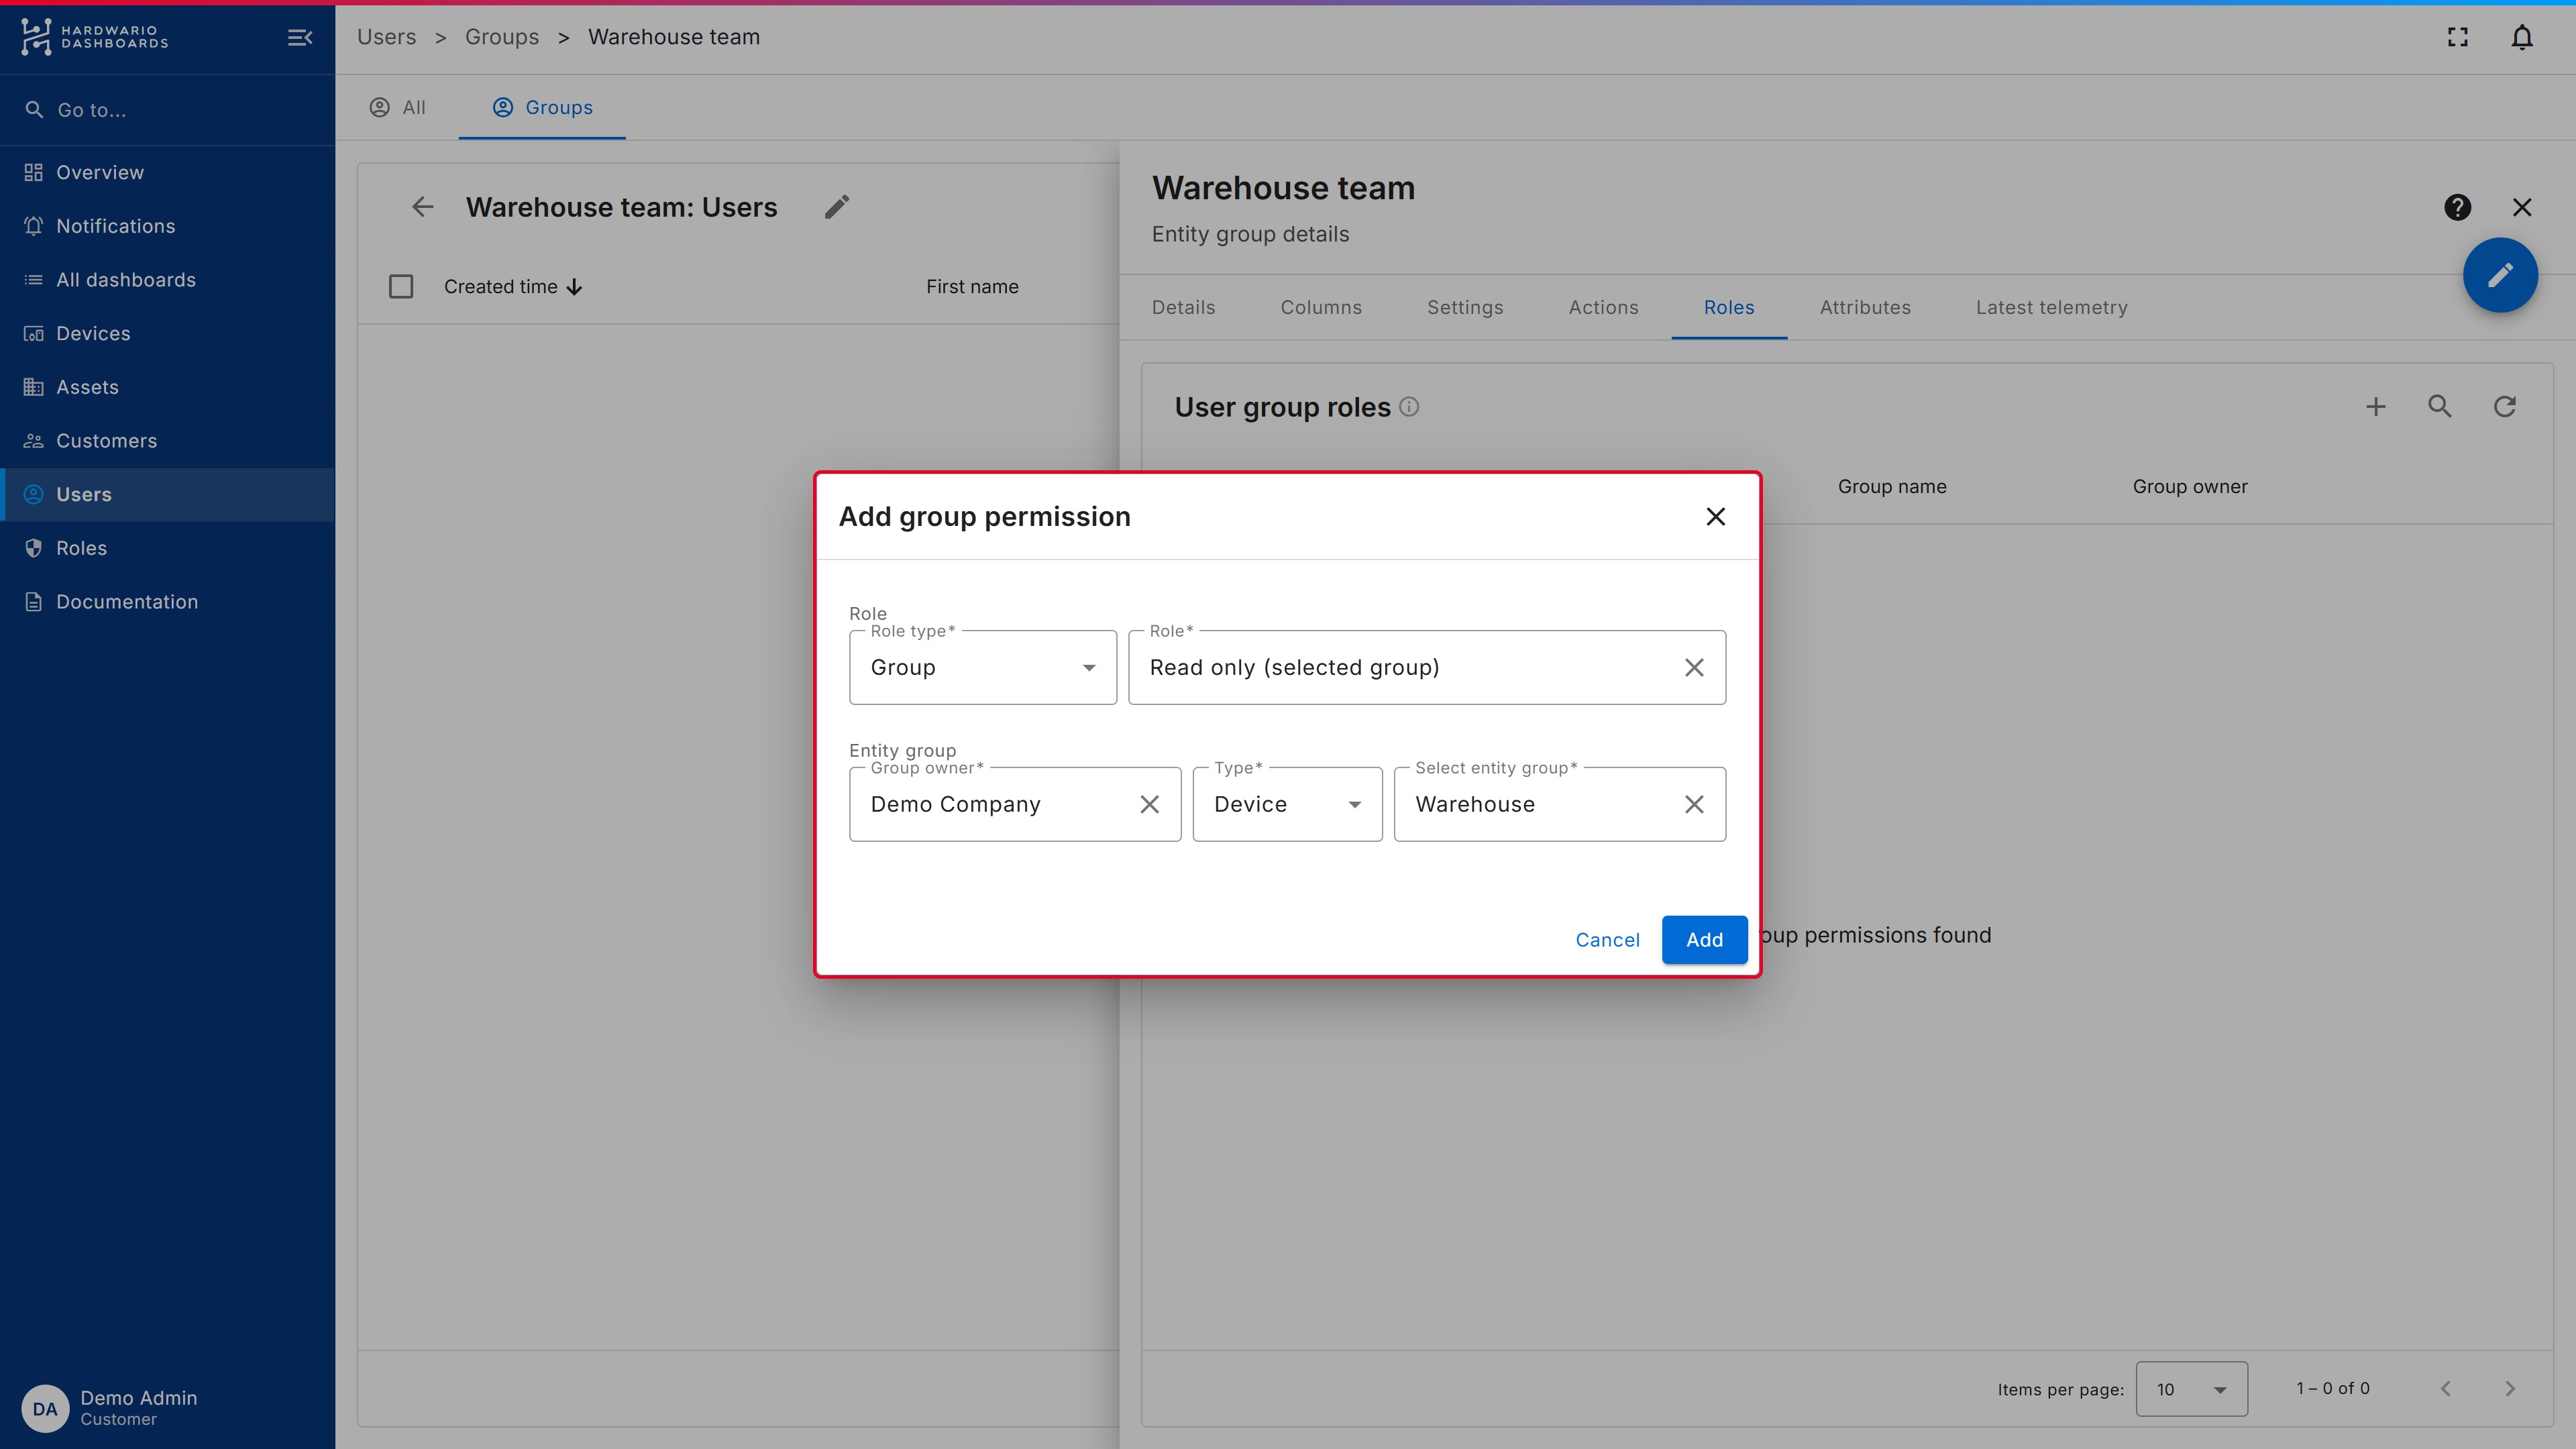 HARDWARIO
DASHBOARDS
Go to...
Overview
Notifications
All dashboards
Devices
Assets
Customers
Users
Roles
Documentation
DA
Demo Admin
Customer
Users > Groups > Warehouse team
All
Groups
Warehouse team: Users
Created time
First name
Warehouse team
Entity group details
Details
Columns
Settings
Actions
Roles
Attributes
Latest telemetry
User group roles
Group name
Group owner
Add group permission
Role
Role type*
Group
Role*
Read only (selected group)
Entity group
Group owner*
Demo Company
Type*
Device
Select entity group*
Warehouse
Cancel
Add
oup permissions found
Items per page:
10
1 – 0 of 0